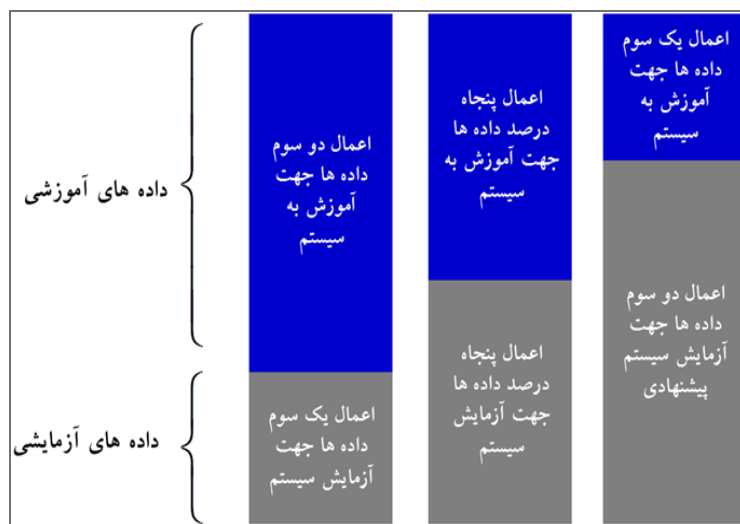 اعمال یک سوم
داده ها جهت
آموزش به
سیستم
اعمال دو سوم
داده ها جهت
آزمایش سیستم
پیشنهادی
اعمال پنجاه
درصد داده ها
جهت آموزش به
سیستم
اعمال پنجاه
درصد داده ها
جهت آزمایش
سیستم
اعمال دو سوم
داده ها جهت
آموزش به
سیستم
اعمال یک سوم
داده ها جهت
آزمایش سیستم
داده های آموزشی
داده های آزمایشی